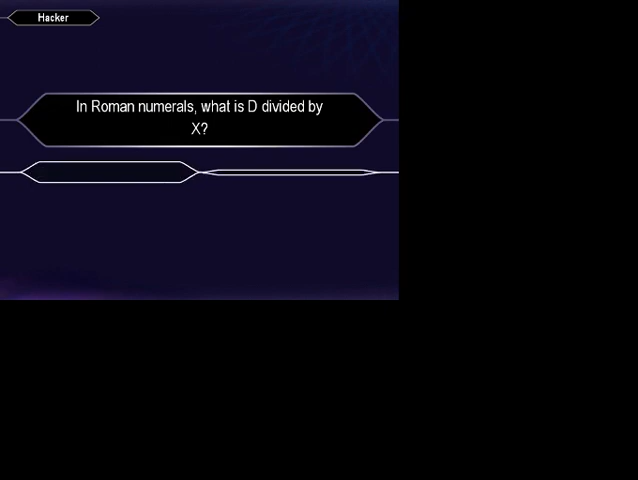 Hacker
In Roman numerals, what is D divided by
X?